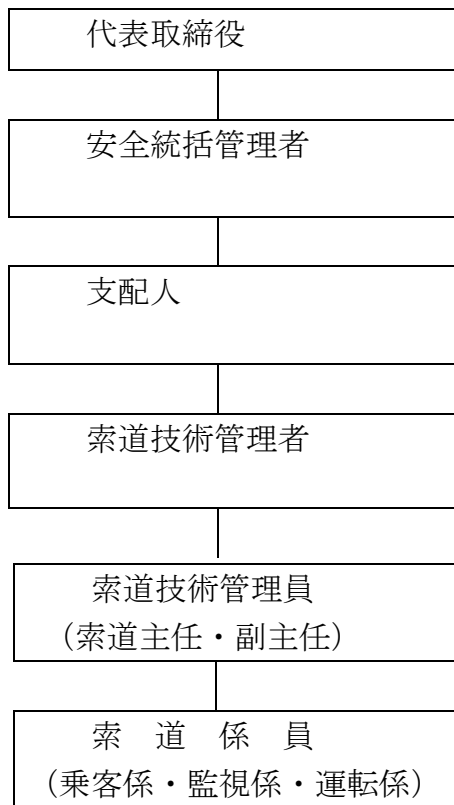 代表取締役
安全統括管理者
支配人
索道技術管理者
索道技術管理員
（索道主任・副主任）
索　道　係　員
（乗客係・監視係・運転係）